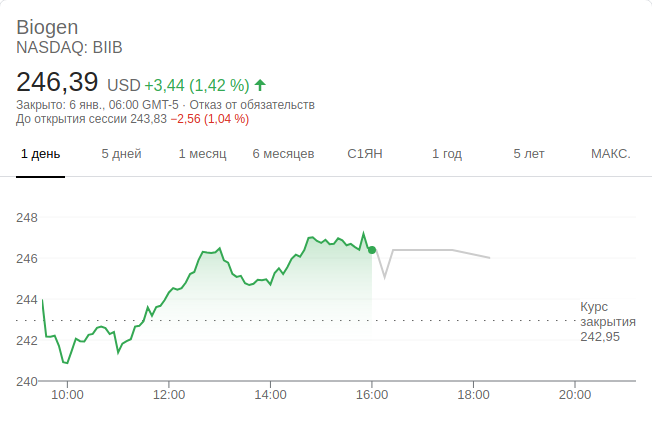 Biogen
NASDAQ: BIIB
246,39 USD +3,44 (1,42 %)
Закрыто: 6 янв., 06:00 GMT-5 · Отказ от обязательств
До открытия сессии 243,83 −2,56 (1,04 %)
1 день 5 дней 1 месяц 6 месяцев С1ЯН 1 год 5 лет МАКС.
248
246
244
242
240
Курс
закрытия
242,95
10:00 12:00 14:00 16:00 18:00 20:00